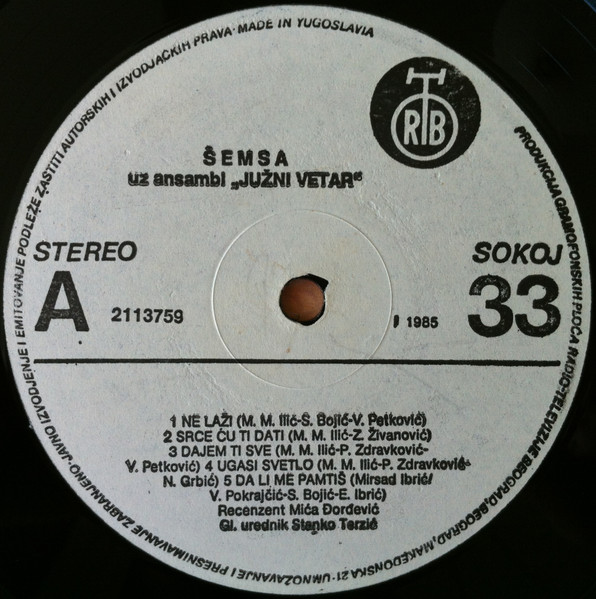 PRODUKCIJA GRAMOFONSKIH PLOČA RADIO-TELEVIZIJE BEOGRAD, BEOGRAD, MAKEDONSKA 21 · UMNOŽAVANJE I PRESNIMAVANJE ZABRANJENO · JAVNO IZVODJENJE I EMITOVANJE PODLEŽE ZAŠTITI AUTORSKIH I IZVODJAČKIH PRAVA · MADE IN YUGOSLAVIA
RTB
ŠEMSA
uz ansambl „JUŽNI VETAR“
STEREO
SOKOJ
A
2113759
℗ 1985
33
1 NE LAŽI (M. M. Ilić-S. Bojić-V. Petković)
2 SRCE ĆU TI DATI (M. M. Ilić-Z. Živanović)
3 DAJEM TI SVE (M. M. Ilić-P. Zdravković-
V. Petković) 4 UGASI SVETLO (M. M. Ilić-P. Zdravković-
N. Grbić) 5 DA LI ME PAMTIŠ (Mirsad Ibrić/
V. Pokrajčić-S. Bojić-E. Ibrić)
Recenzent Mića Đorđević
Gl. urednik Stanko Terzić